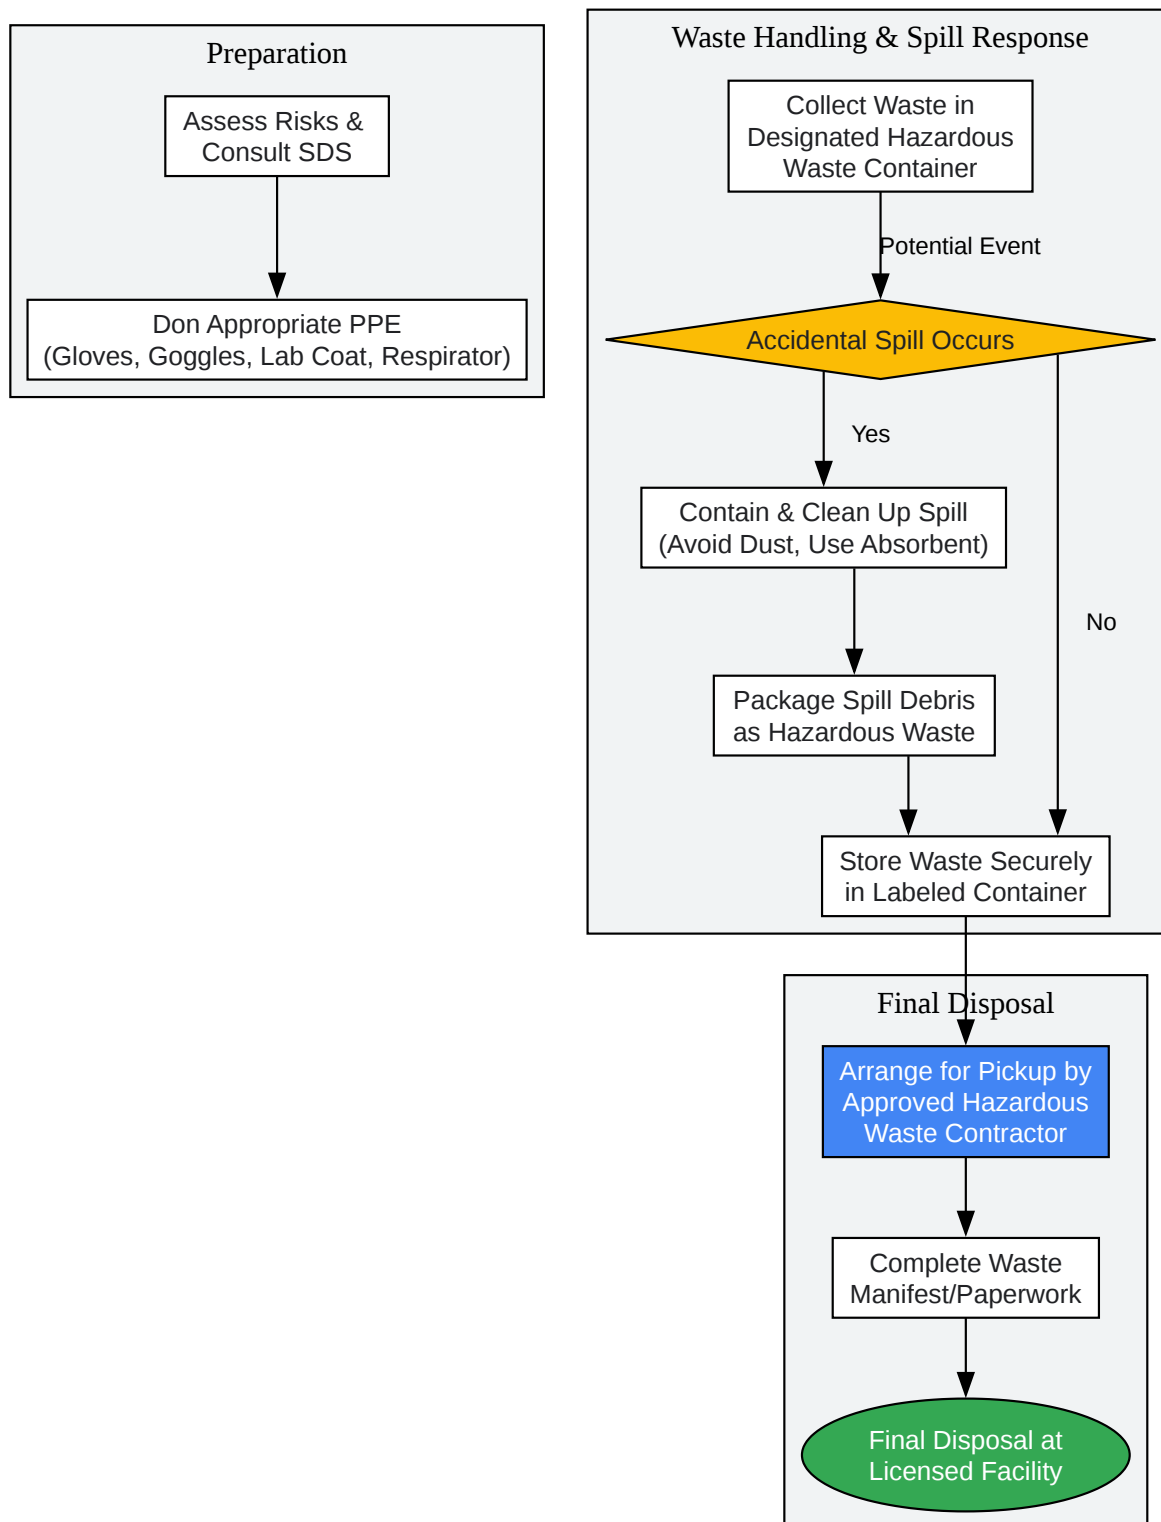 Preparation
Assess Risks &
Consult SDS
Don Appropriate PPE
(Gloves, Goggles, Lab Coat, Respirator)
Waste Handling & Spill Response
Collect Waste in
Designated Hazardous
Waste Container
Potential Event
Accidental Spill Occurs
Yes
Contain & Clean Up Spill
(Avoid Dust, Use Absorbent)
No
Package Spill Debris
as Hazardous Waste
Store Waste Securely
in Labeled Container
Final Disposal
Arrange for Pickup by
Approved Hazardous
Waste Contractor
Complete Waste
Manifest/Paperwork
Final Disposal at
Licensed Facility